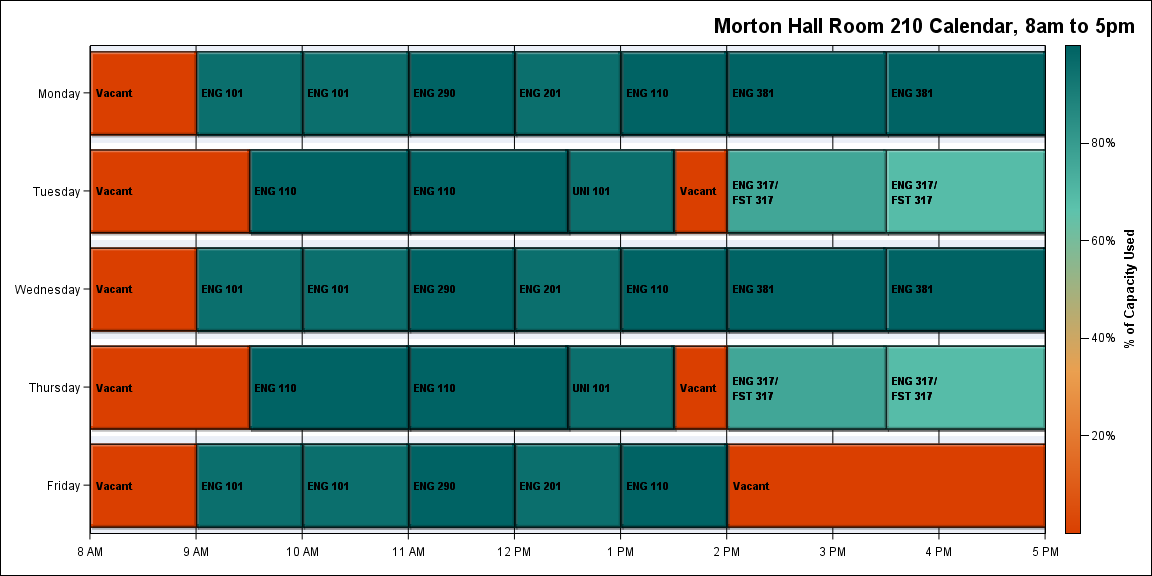 Morton Hall Room 210 Calendar, 8am to 5pm
Monday
Vacant
ENG 101
ENG 101
ENG 290
ENG 201
ENG 110
ENG 381
ENG 381
Tuesday
Vacant
ENG 110
ENG 110
UNI 101
Vacant
ENG 317/
FST 317
ENG 317/
FST 317
Wednesday
Vacant
ENG 101
ENG 101
ENG 290
ENG 201
ENG 110
ENG 381
ENG 381
Thursday
Vacant
ENG 110
ENG 110
UNI 101
Vacant
ENG 317/
FST 317
ENG 317/
FST 317
Friday
Vacant
ENG 101
ENG 101
ENG 290
ENG 201
ENG 110
Vacant
8 AM
9 AM
10 AM
11 AM
12 PM
1 PM
2 PM
3 PM
4 PM
5 PM
80%
60%
40%
20%
% of Capacity Used